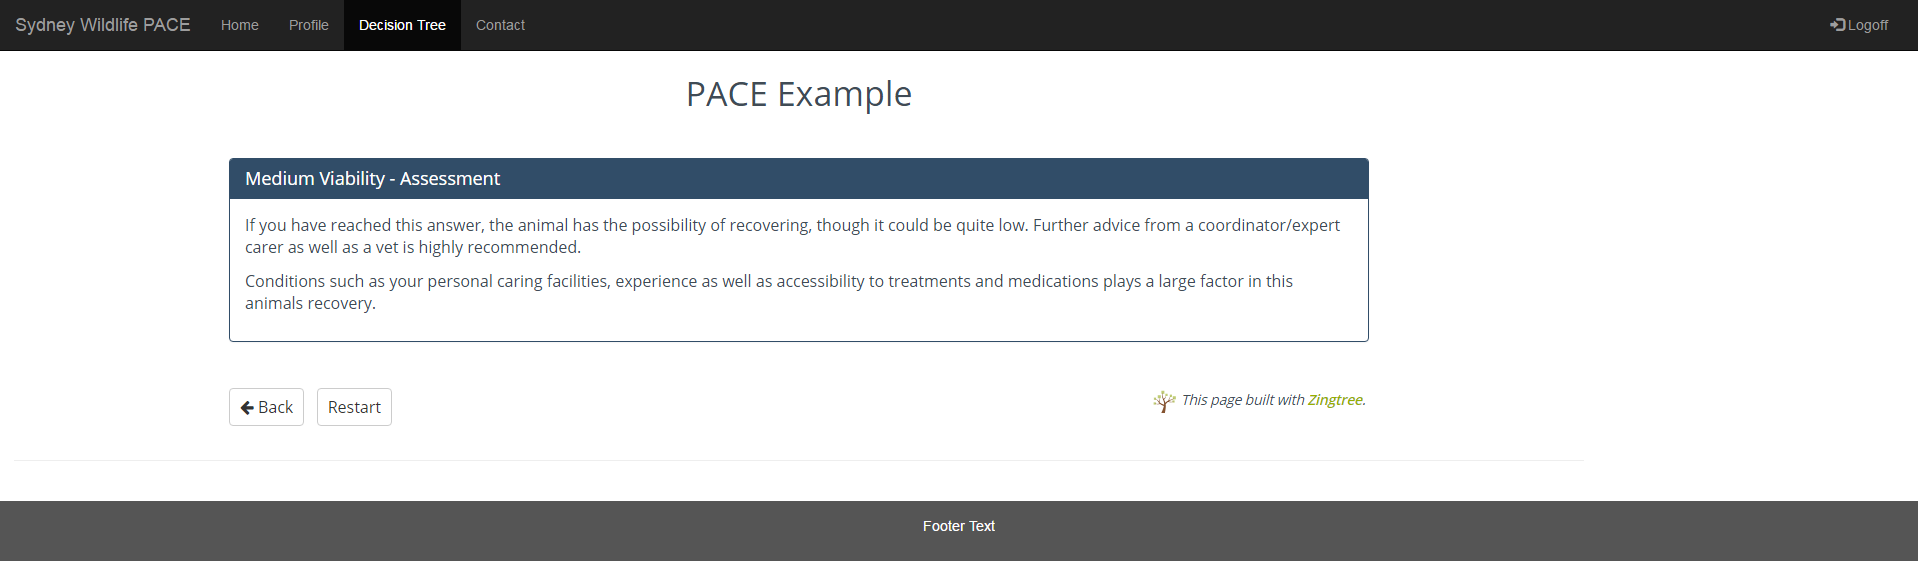 Sydney Wildlife PACE Home Profile Decision Tree Contact Logoff
PACE Example
Medium Viability - Assessment
If you have reached this answer, the animal has the possibility of recovering, though it could be quite low. Further advice from a coordinator/expert
carer as well as a vet is highly recommended.
Conditions such as your personal caring facilities, experience as well as accessibility to treatments and medications plays a large factor in this
animals recovery.
Back Restart This page built with Zingtree.
Footer Text